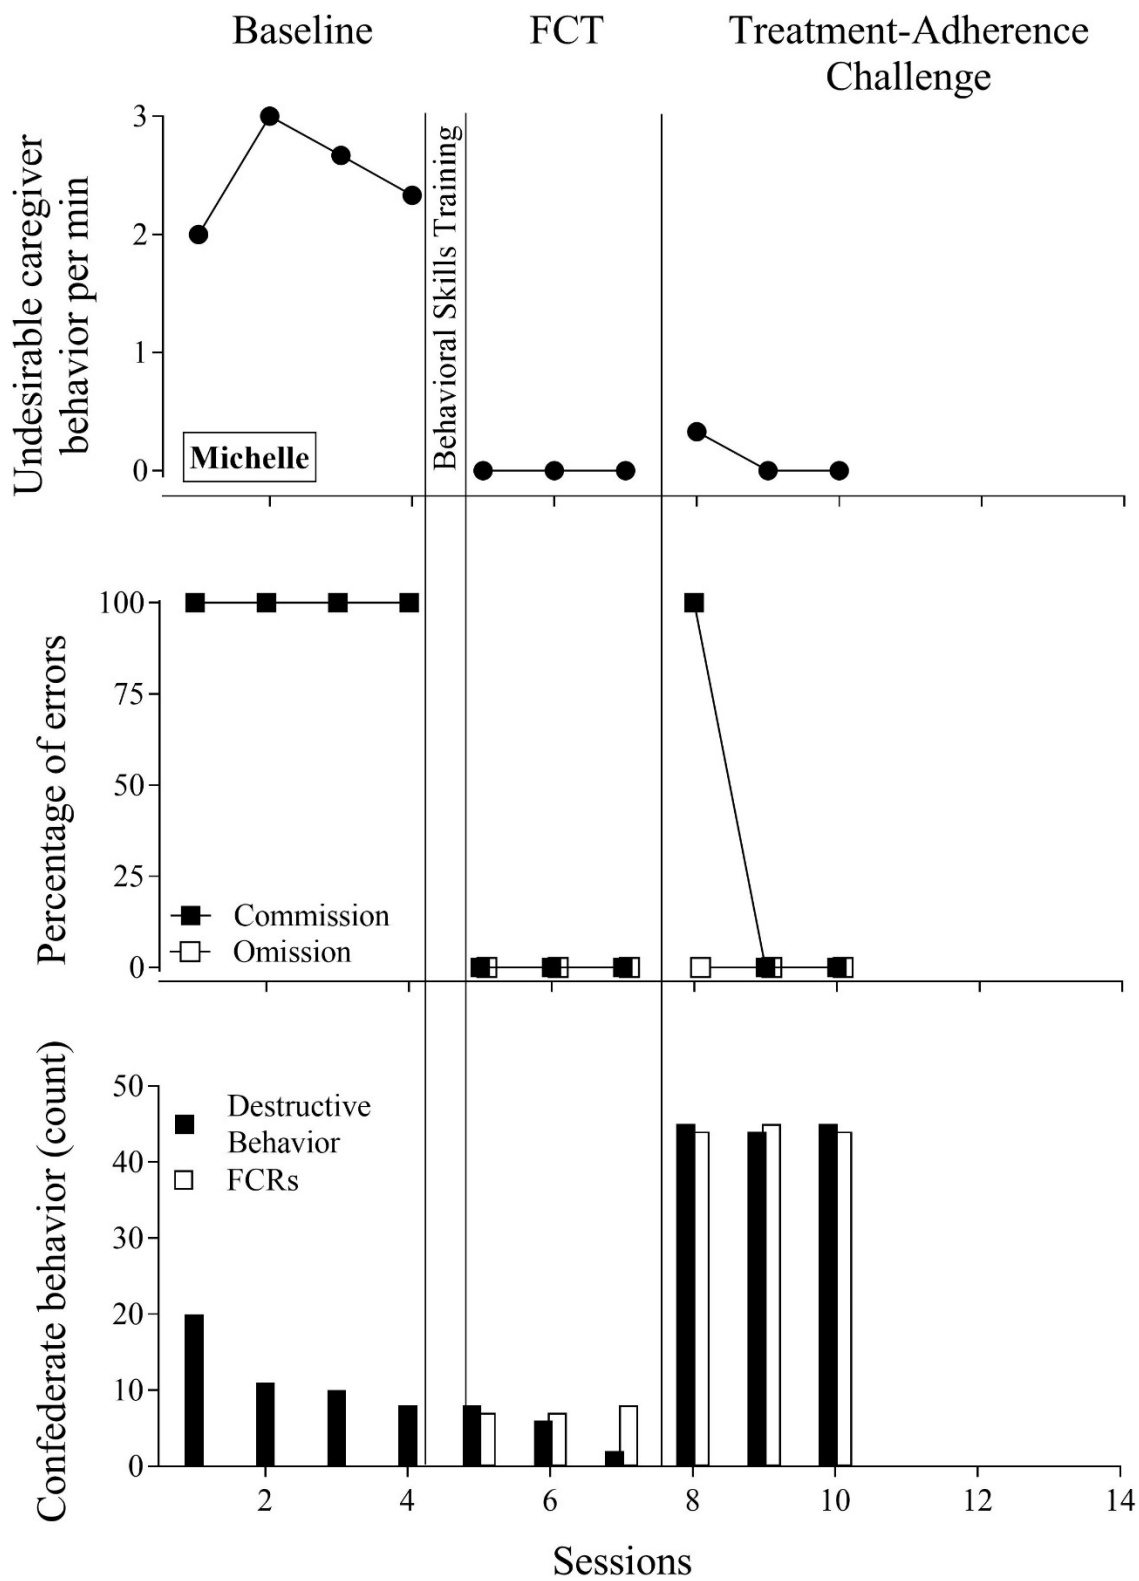 Baseline
FCT
Treatment-Adherence
Challenge
Undesirable caregiver
behavior per min
3
2
1
0
Michelle
Behavioral Skills Training
Percentage of errors
100
75
50
25
0
Commission
Omission
Confederate behavior (count)
50
40
30
20
10
0
Destructive
Behavior
FCRs
2
4
6
8
10
12
14
Sessions